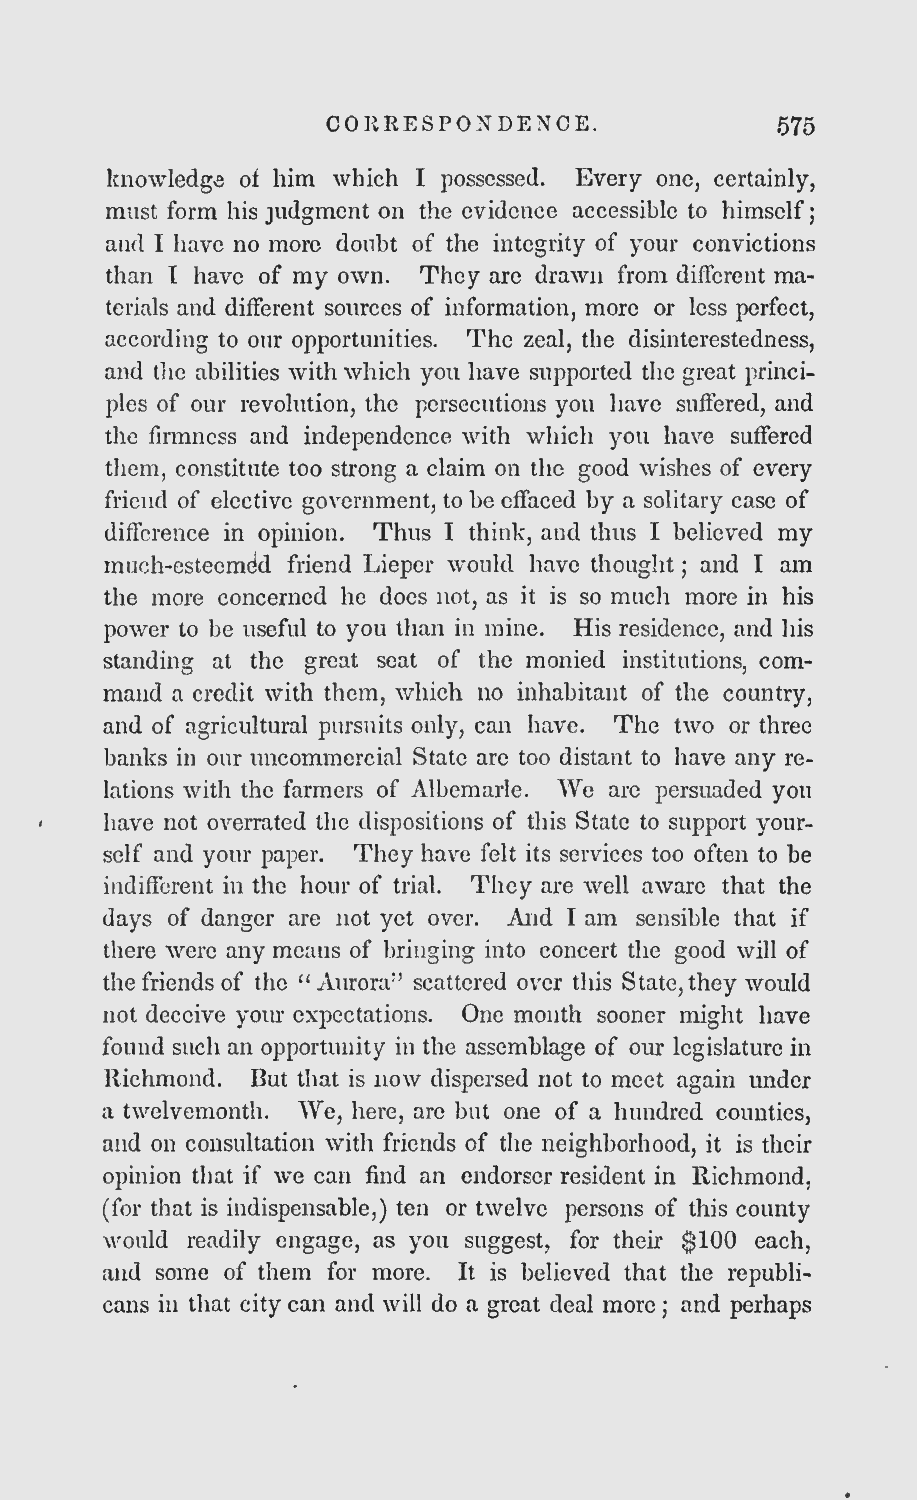 CORRESPONDENCE. 575
knowledge of him which I possessed. Every one, certainly,
must form his judgment on the evidence accessible to himself;
and I have no more doubt of the integrity of your convictions
than I have of my own. They are drawn from different ma-
terials and different sources of information, more or less perfect,
according to our opportunities. The zeal, the disinterestedness,
and the abilities with which you have supported the great princi-
ples of our revolution, the persecutions you have suffered, and
the firmness and independence with which you have suffered
them, constitute too strong a claim on the good wishes of every
friend of elective government, to be effaced by a solitary case of
difference in opinion. Thus I think, and thus I believed my
much-esteemed friend Lieper would have thought; and I am
the more concerned he does not, as it is so much more in his
power to be useful to you than in mine. His residence, and his
standing at the great seat of the monied institutions, com-
mand a credit with them, which no inhabitant of the country,
and of agricultural pursuits only, can have. The two or three
banks in our uncommercial State are too distant to have any re-
lations with the farmers of Albemarle. We are persuaded you
have not overrated the dispositions of this State to support your-
self and your paper. They have felt its services too often to be
indifferent in the hour of trial. They are well aware that the
days of danger are not yet over. And I am sensible that if
there were any means of bringing into concert the good will of
the friends of the "Aurora" scattered over this State, they would
not deceive your expectations. One month sooner might have
found such an opportunity in the assemblage of our legislature in
Richmond. But that is now dispersed not to meet again under
a twelvemonth. We, here, are but one of a hundred counties,
and on consultation with friends of the neighborhood, it is their
opinion that if we can find an endorser resident in Richmond,
(for that is indispensable,) ten or twelve persons of this county
would readily engage, as you suggest, for their $100 each,
and some of them for more. It is believed that the republi-
cans in that city can and will do a great deal more; and perhaps